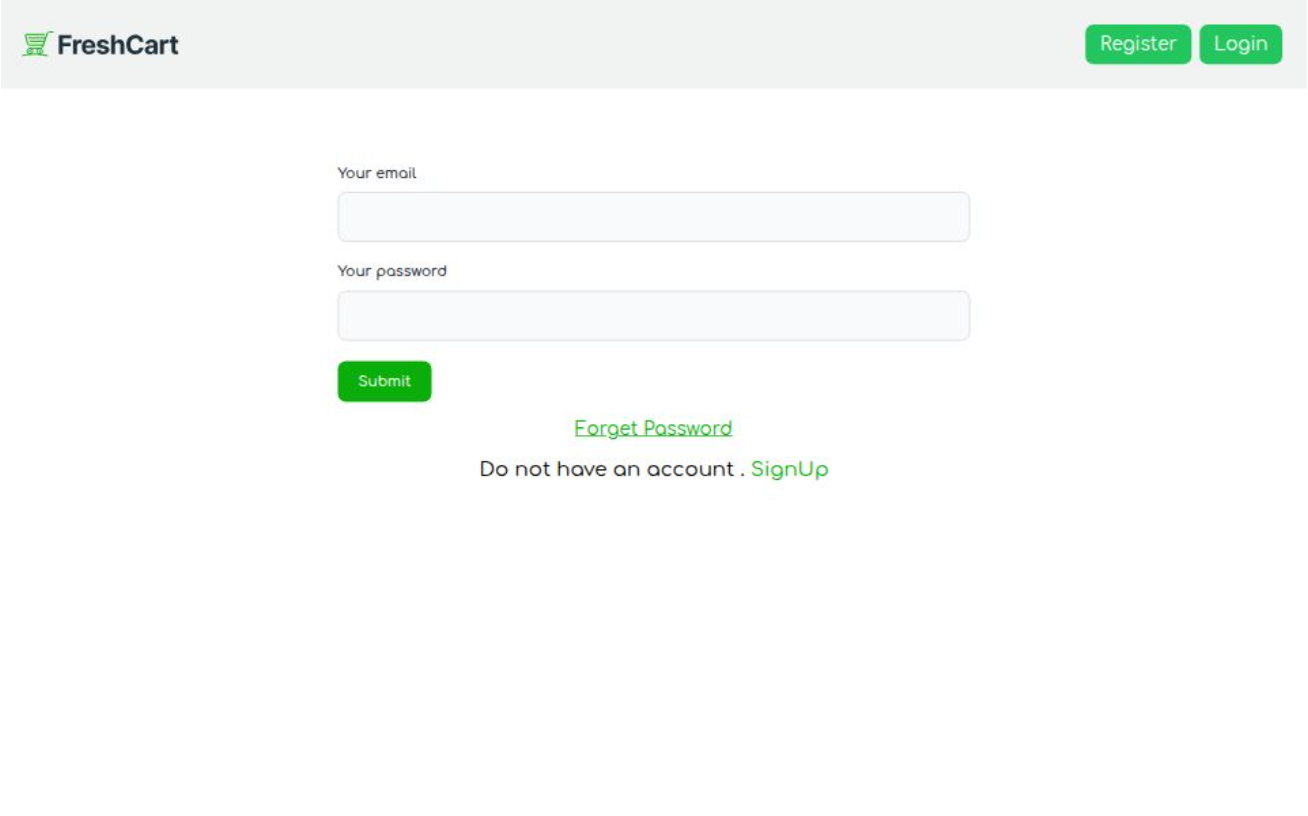 FreshCart
Register Login
Your email
Your password
Submit
Forget Password
Do not have an account . SignUp